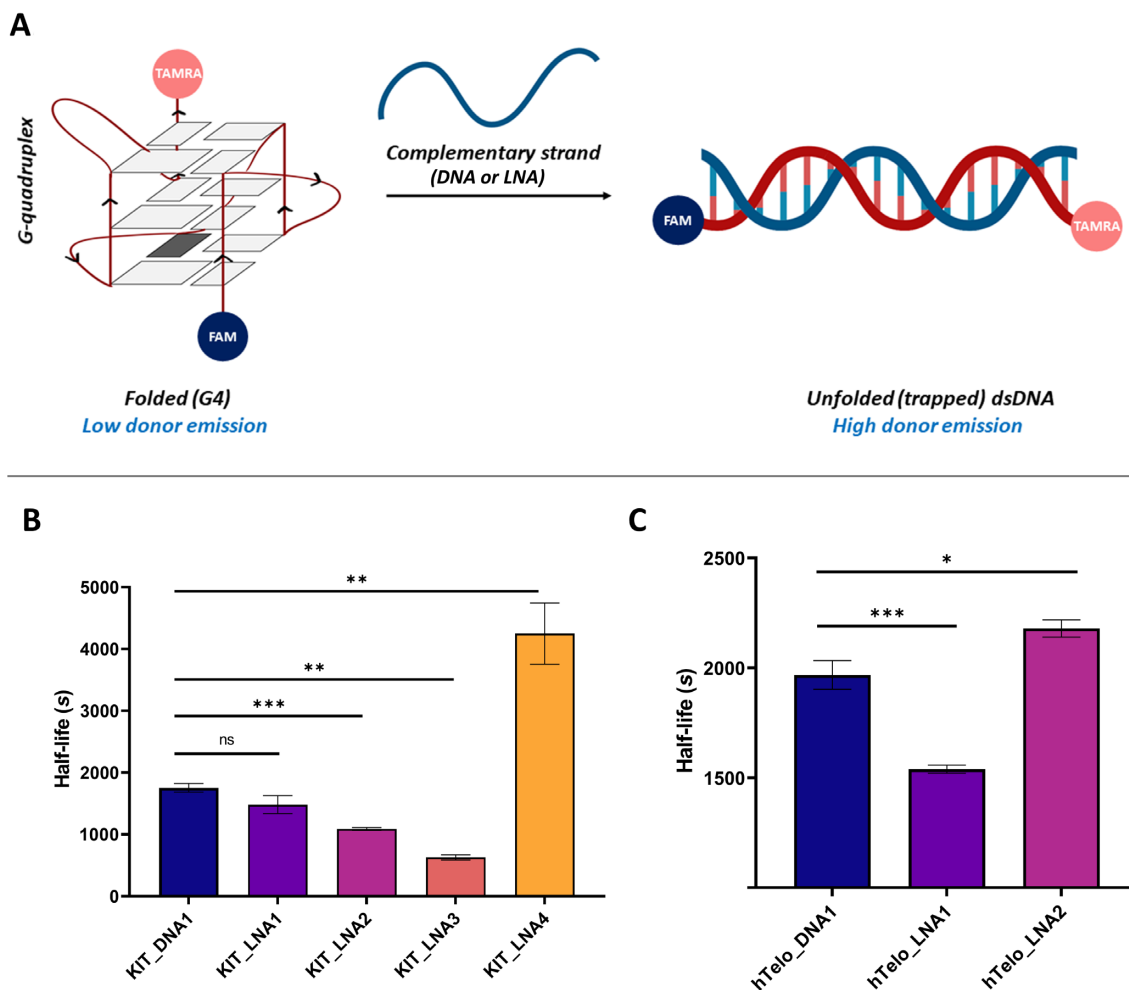 A
TAMRA
G-quadruplex
FAM
Complementary strand
(DNA or LNA)
FAM
TAMRA
Folded (G4)
Low donor emission
Unfolded (trapped) dsDNA
High donor emission
B
Half-life (s)
5000
4000
3000
2000
1000
0
**
**
***
ns
KIT_DNA1
KIT_LNA1
KIT_LNA2
KIT_LNA3
KIT_LNA4
C
Half-life (s)
2500
2000
1500
*
***
hTelo_DNA1
hTelo_LNA1
hTelo_LNA2